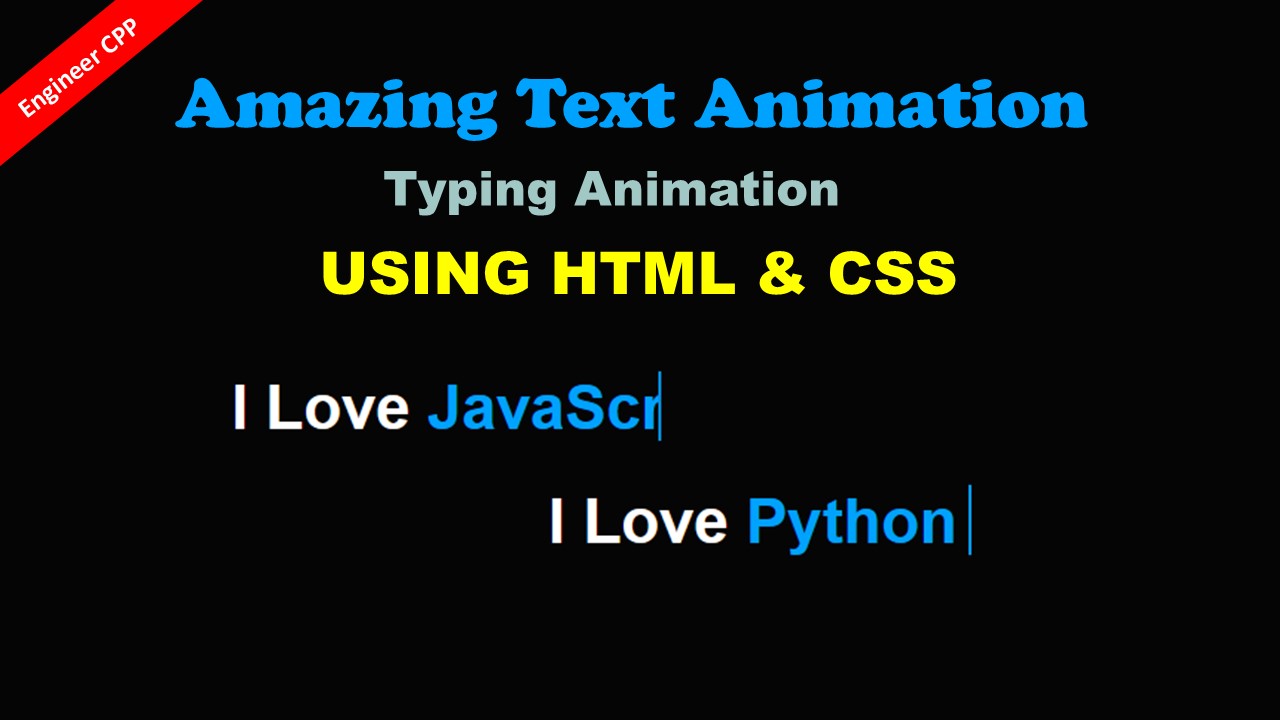 Engineer CPP
Amazing Text Animation
Typing Animation
USING HTML & CSS
I Love JavaScr
I Love Python